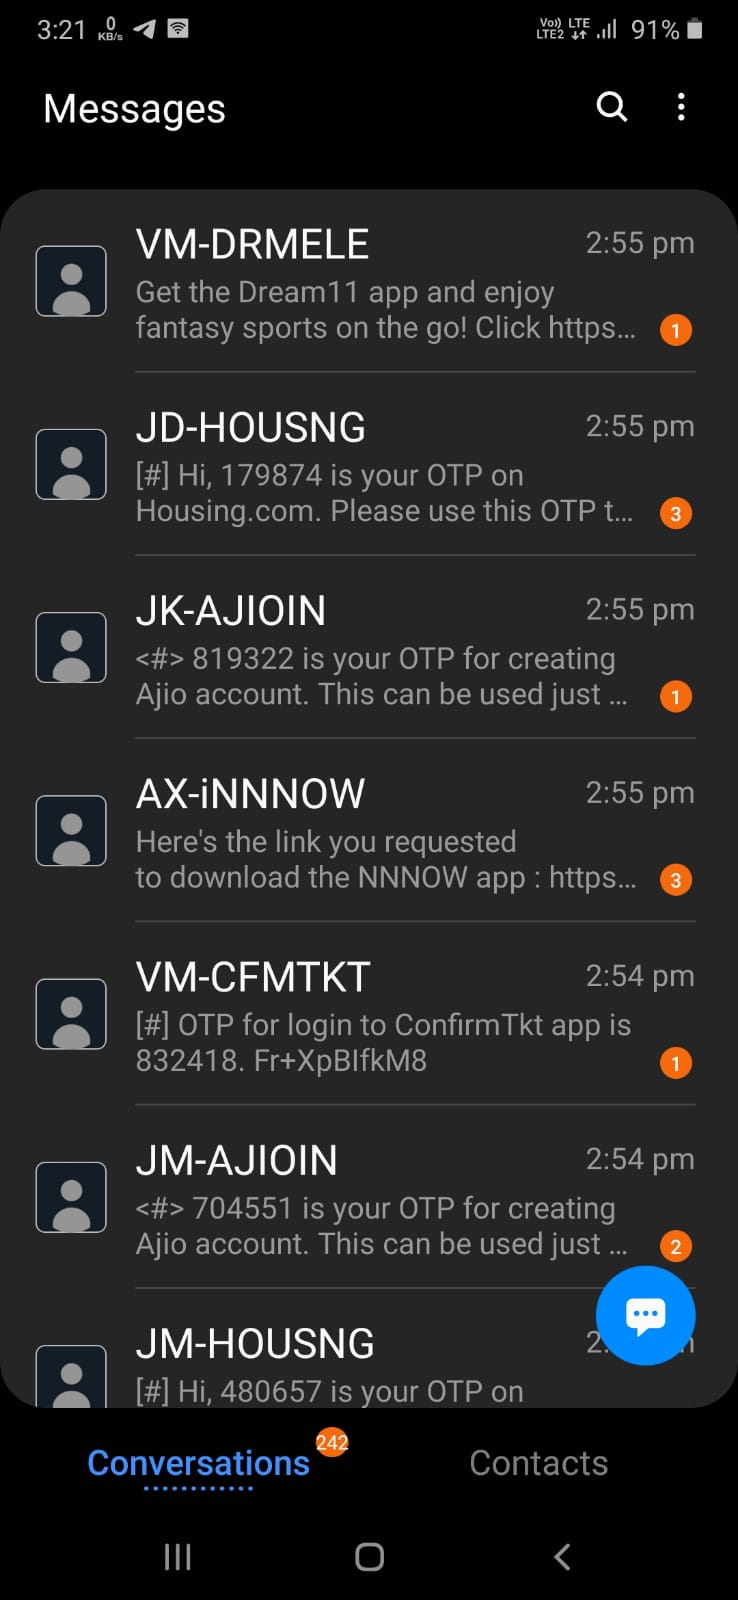 3:21 0 KB/s Vo)) LTE2 LTE 91%
Messages
VM-DRMELE 2:55 pm
Get the Dream11 app and enjoy
fantasy sports on the go! Click https... 1
JD-HOUSNG 2:55 pm
[#] Hi, 179874 is your OTP on
Housing.com. Please use this OTP t... 3
JK-AJIOIN 2:55 pm
<#> 819322 is your OTP for creating
Ajio account. This can be used just ... 1
AX-iNNNOW 2:55 pm
Here's the link you requested
to download the NNNOW app : https... 3
VM-CFMTKT 2:54 pm
[#] OTP for login to ConfirmTkt app is
832418. Fr+XpBIfkM8 1
JM-AJIOIN 2:54 pm
<#> 704551 is your OTP for creating
Ajio account. This can be used just ... 2
JM-HOUSNG
[#] Hi, 480657 is your OTP on
Conversations 242 Contacts